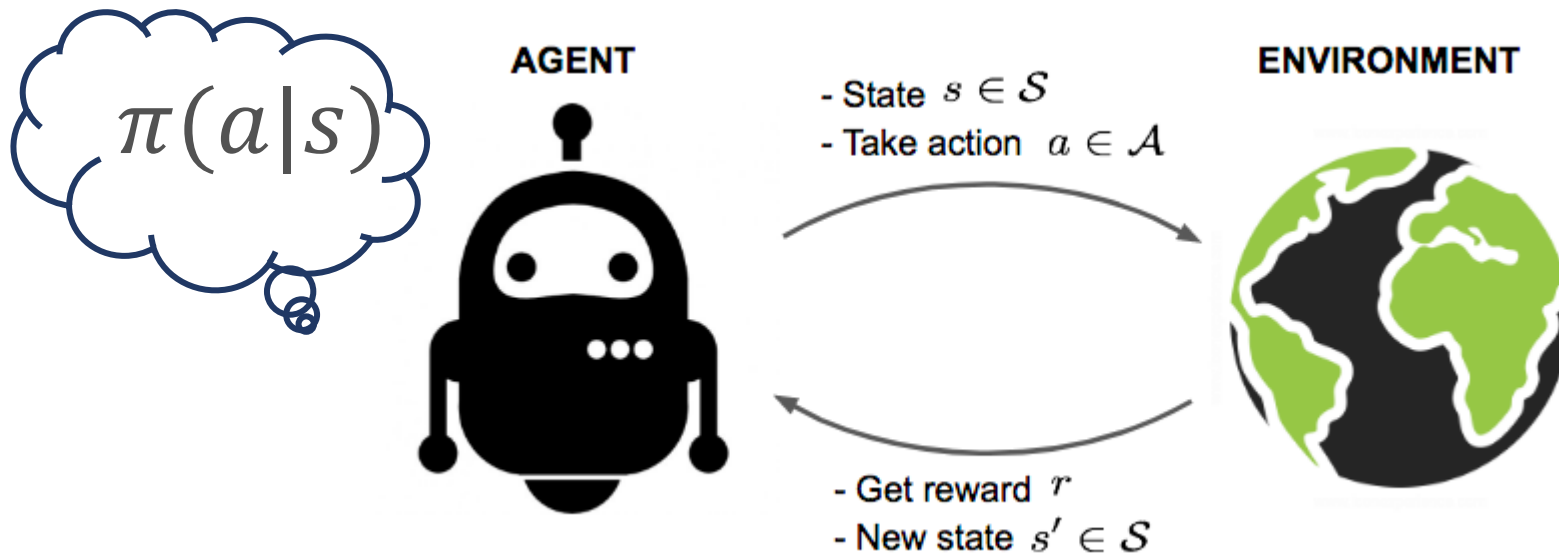 π(a|s)
AGENT
- State s ∈ 𝒮
- Take action a ∈ 𝒜
ENVIRONMENT
- Get reward r
- New state s′ ∈ 𝒮